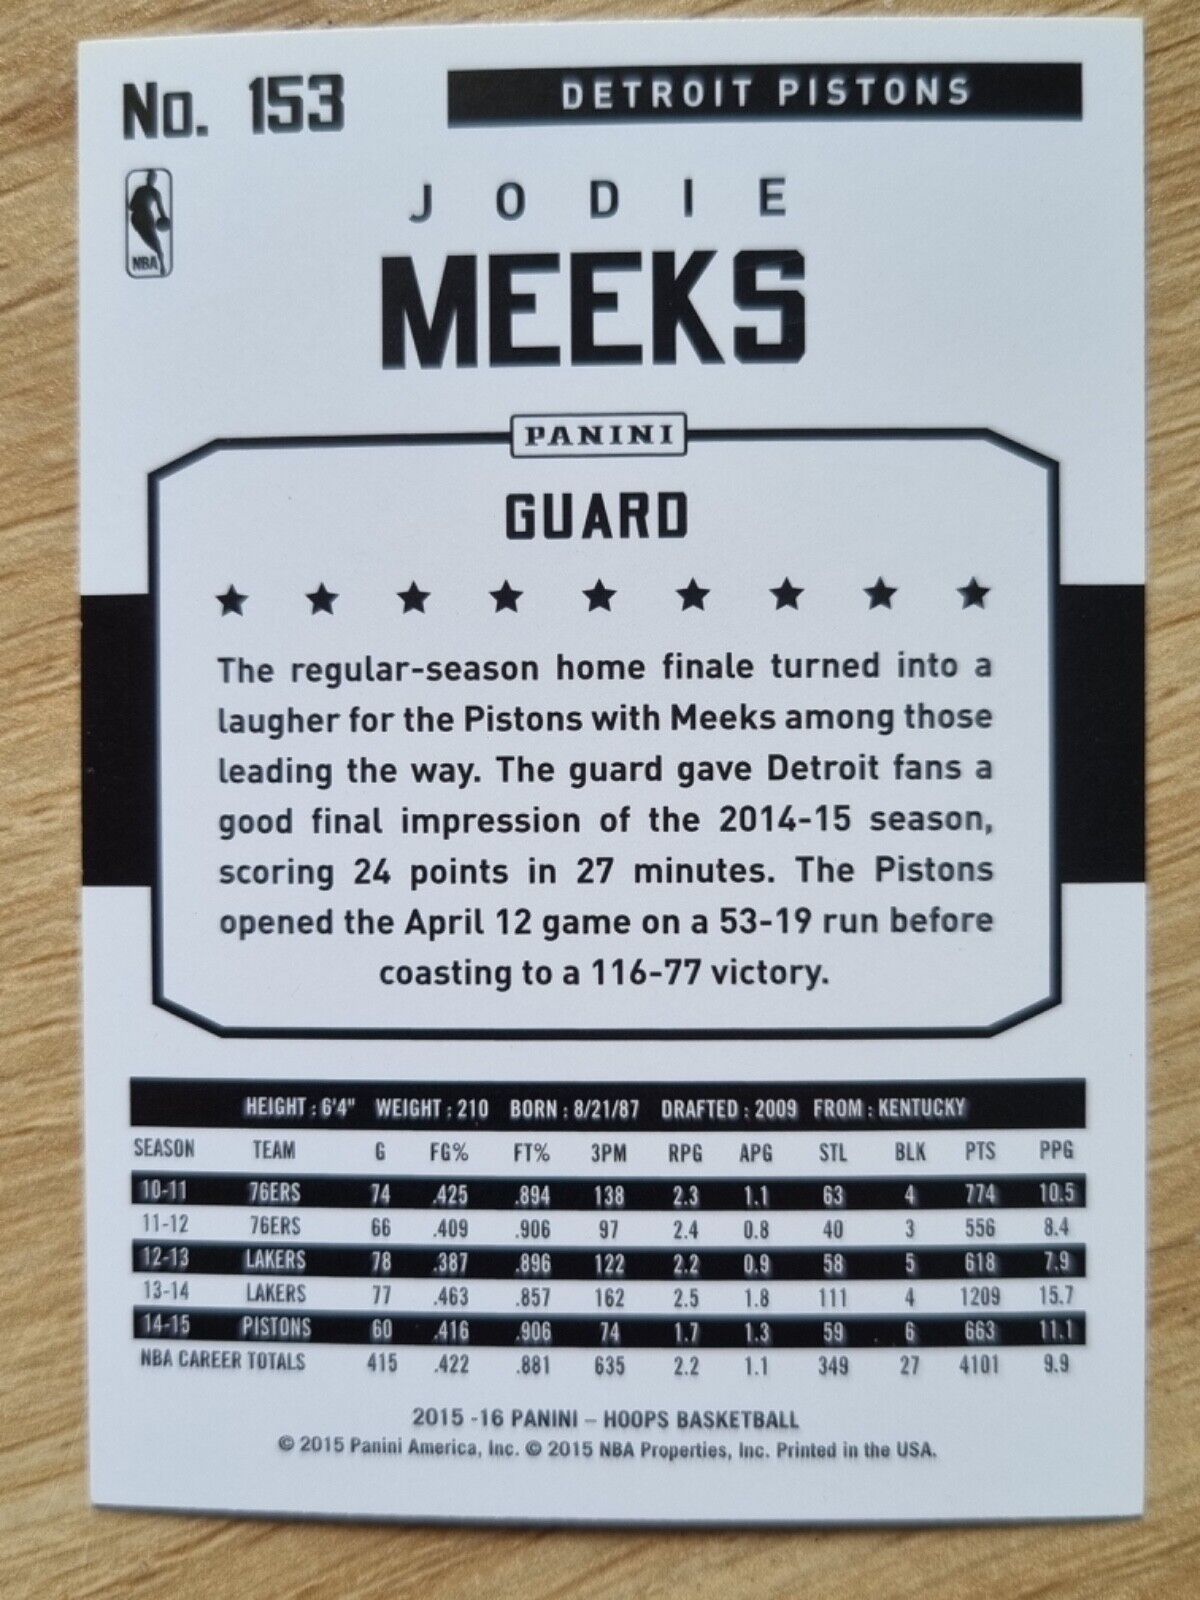 No. 153
DETROIT PISTONS
NBA
JODIE
MEEKS
PANINI
GUARD
The regular-season home finale turned into a
laugher for the Pistons with Meeks among those
leading the way. The guard gave Detroit fans a
good final impression of the 2014-15 season,
scoring 24 points in 27 minutes. The Pistons
opened the April 12 game on a 53-19 run before
coasting to a 116-77 victory.
HEIGHT : 6'4" WEIGHT : 210 BORN : 8/21/87 DRAFTED : 2009 FROM : KENTUCKY
SEASON TEAM G FG% FT% 3PM RPG APG STL BLK PTS PPG
10-11 76ERS 74 .425 .894 138 2.3 1.1 63 4 774 10.5
11-12 76ERS 66 .409 .906 97 2.4 0.8 40 3 556 8.4
12-13 LAKERS 78 .387 .896 122 2.2 0.9 58 5 618 7.9
13-14 LAKERS 77 .463 .857 162 2.5 1.8 111 4 1209 15.7
14-15 PISTONS 60 .416 .906 74 1.7 1.3 59 6 663 11.1
NBA CAREER TOTALS 415 .422 .881 635 2.2 1.1 349 27 4101 9.9
2015 -16 PANINI – HOOPS BASKETBALL
© 2015 Panini America, Inc. © 2015 NBA Properties, Inc. Printed in the USA.